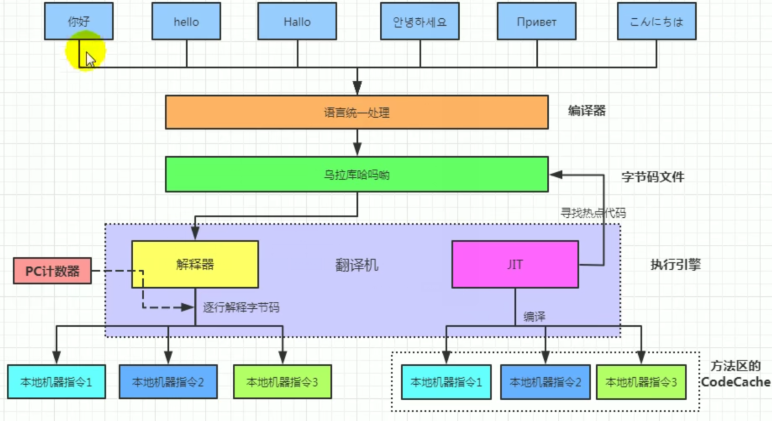 你好
hello
Hallo
안녕하세요
Привет
こんにちは
语言统一处理
编译器
乌拉库哈吗哟
字节码文件
寻找热点代码
解释器
翻译机
JIT
执行引擎
PC计数器
逐行解释字节码
编译
本地机器指令1
本地机器指令2
本地机器指令3
本地机器指令1
本地机器指令2
本地机器指令3
方法区的
CodeCache